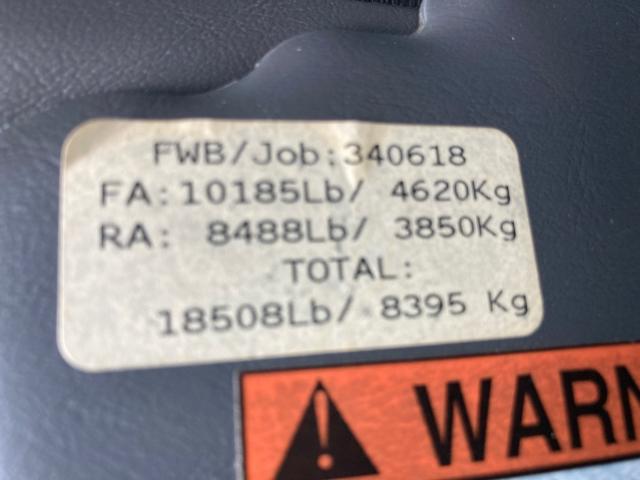 FWB/Job:340618
FA:10185Lb/ 4620Kg
RA: 8488Lb/ 3850Kg
TOTAL:
18508Lb/ 8395 Kg
WARN